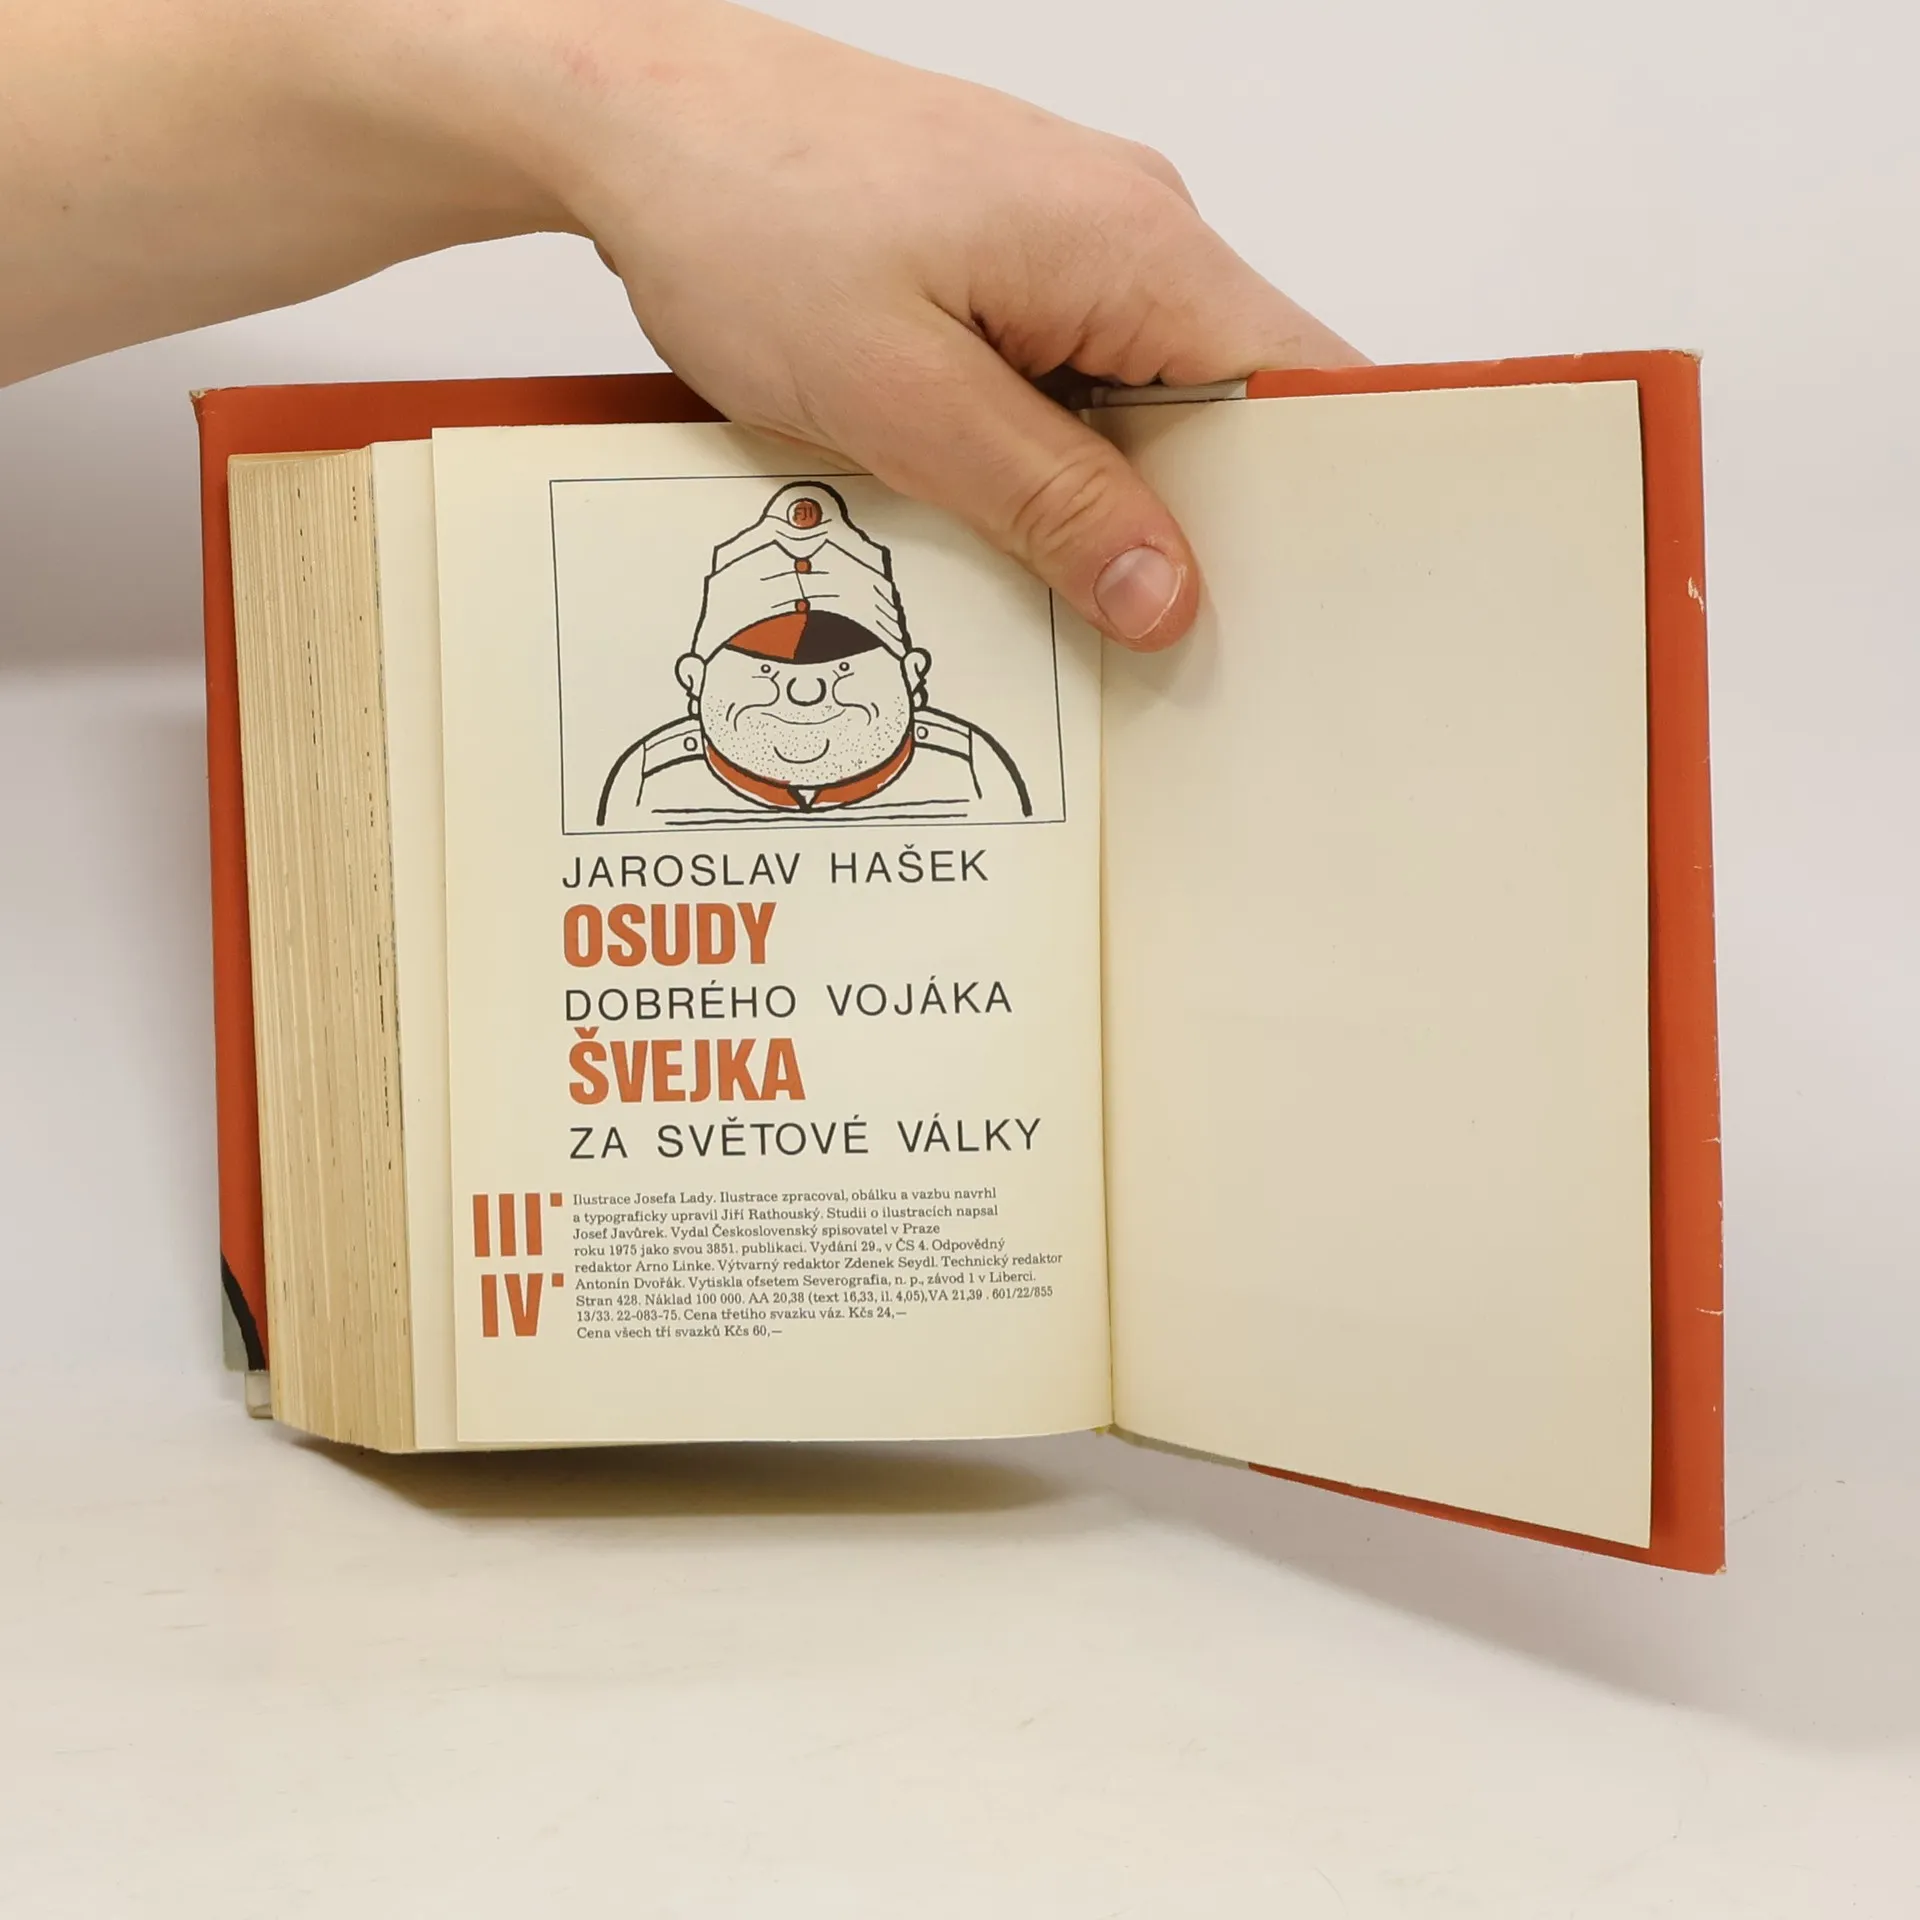 FJI
JAROSLAV HAŠEK
OSUDY
DOBRÉHO VOJÁKA
ŠVEJKA
ZA SVĚTOVÉ VÁLKY
III.
IV.
Ilustrace Josefa Lady. Ilustrace zpracoval, obálku a vazbu navrhl
a typograficky upravil Jiří Rathouský. Studii o ilustracích napsal
Josef Javůrek. Vydal Československý spisovatel v Praze
roku 1975 jako svou 3851. publikaci. Vydání 29., v ČS 4. Odpovědný
redaktor Arno Linke. Výtvarný redaktor Zdenek Seydl. Technický redaktor
Antonín Dvořák. Vytiskla ofsetem Severografia, n. p., závod 1 v Liberci.
Stran 428. Náklad 100 000. AA 20,38 (text 16,33, il. 4,05), VA 21,39 . 601/22/855
13/33. 22-083-75. Cena třetího svazku váz. Kčs 24,—
Cena všech tří svazků Kčs 60,—